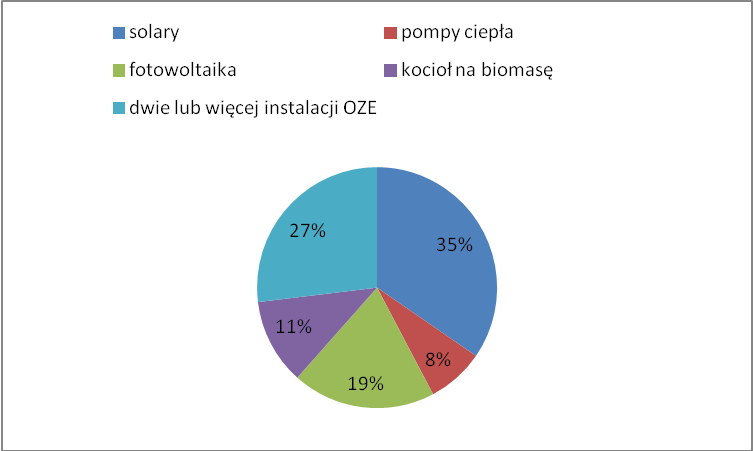 solary
pompy ciepła
fotowoltaika
kocioł na biomasę
dwie lub więcej instalacji OZE
27%
35%
11%
8%
19%